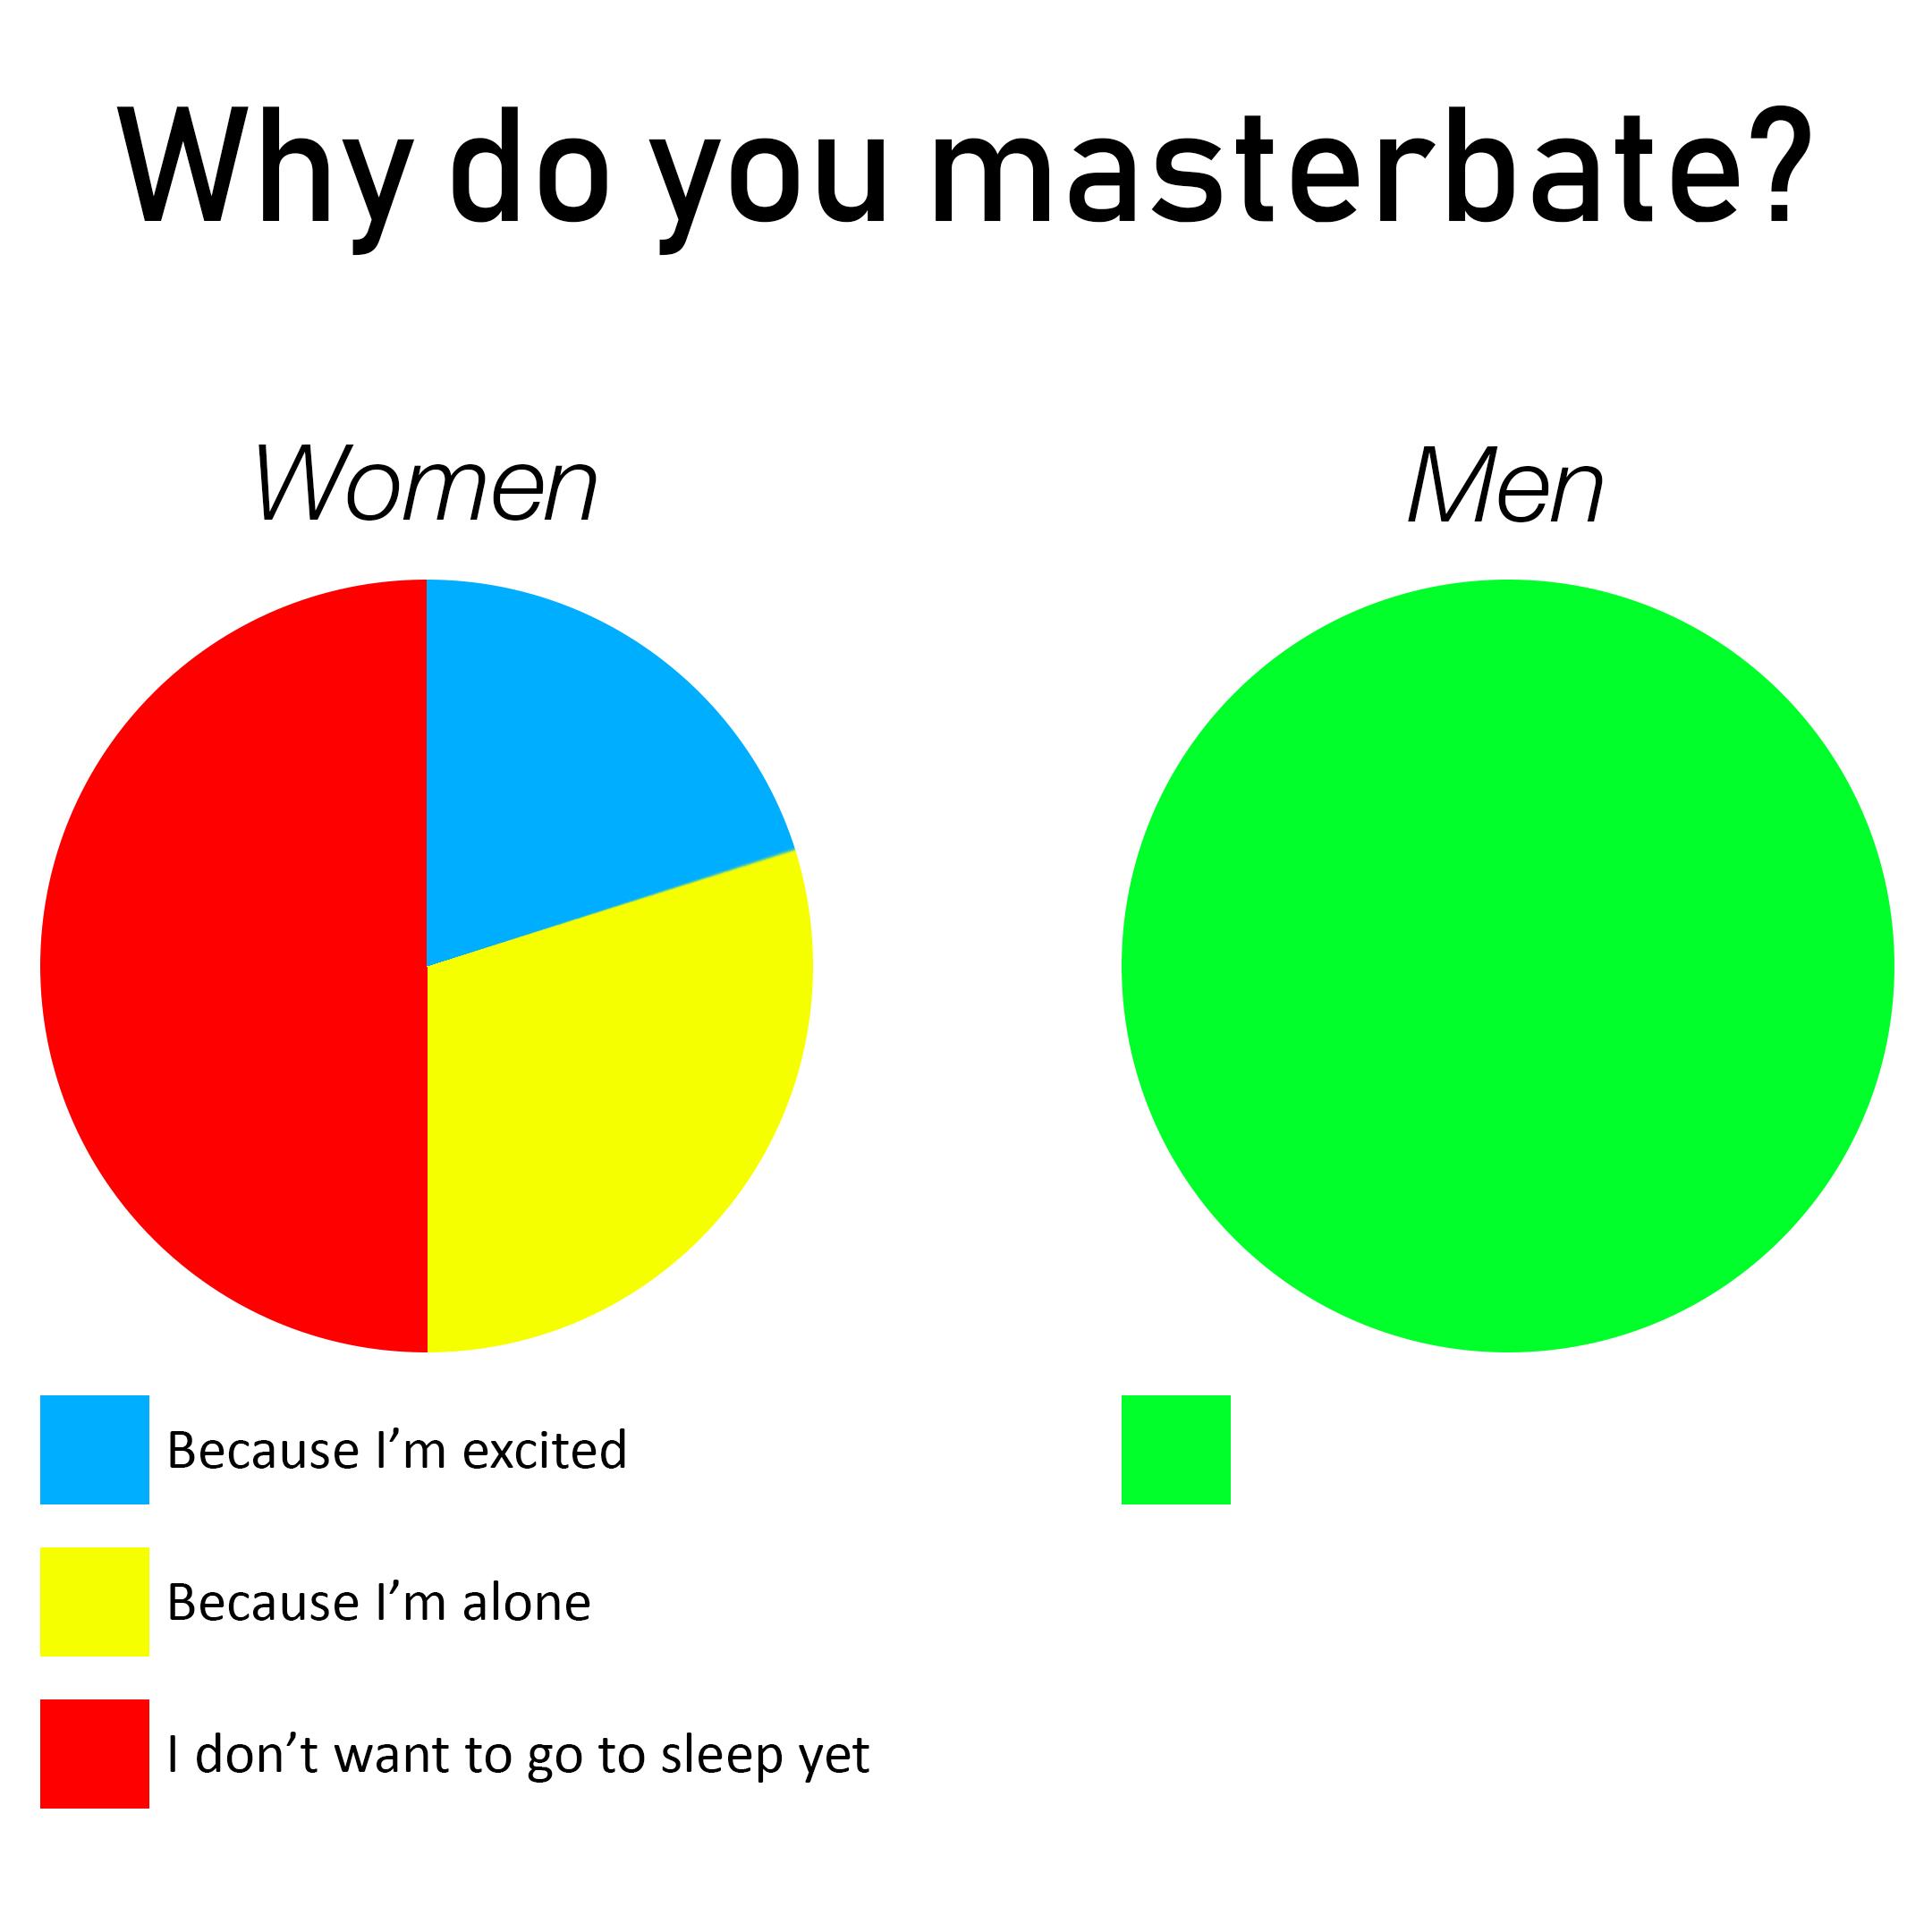 Why do you masterbate?
Women
Men
Because I’m excited
Because I’m alone
I don’t want to go to sleep yet